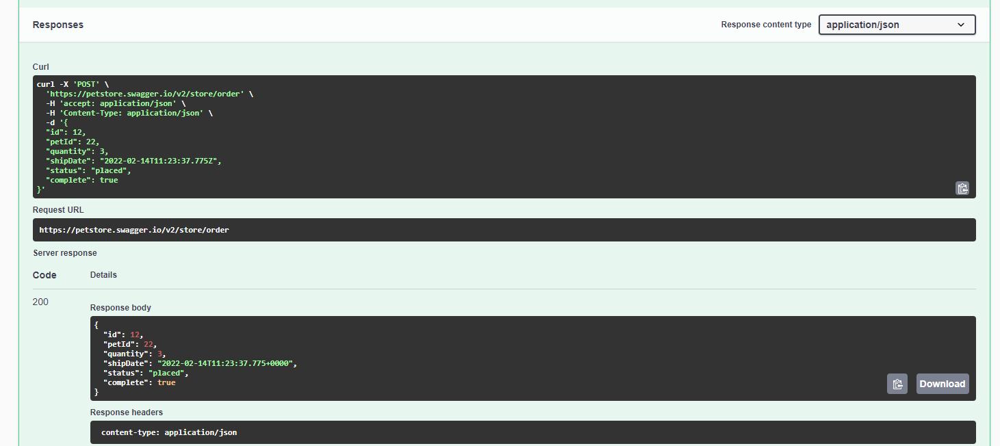 Responses
Response content type
application/json
Curl
curl -X 'POST' \
  'https://petstore.swagger.io/v2/store/order' \
  -H 'accept: application/json' \
  -H 'Content-Type: application/json' \
  -d '{
  "id": 12,
  "petId": 22,
  "quantity": 3,
  "shipDate": "2022-02-14T11:23:37.775Z",
  "status": "placed",
  "complete": true
}'
Request URL
https://petstore.swagger.io/v2/store/order
Server response
Code
Details
200
Response body
{
  "id": 12,
  "petId": 22,
  "quantity": 3,
  "shipDate": "2022-02-14T11:23:37.775+0000",
  "status": "placed",
  "complete": true
}
Download
Response headers
content-type: application/json